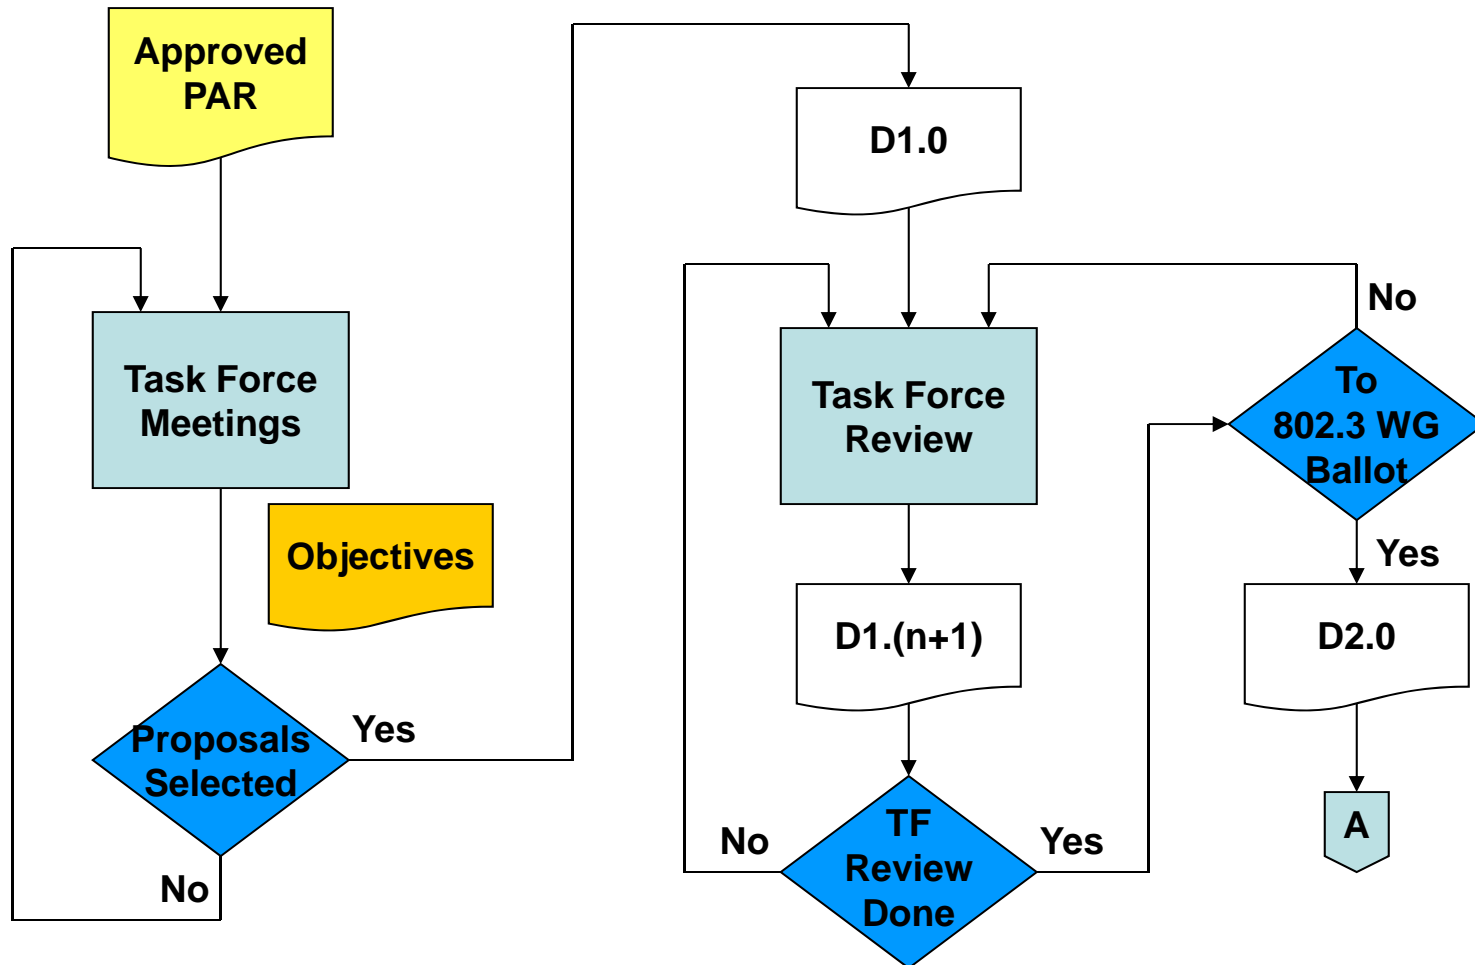 Approved
PAR
Task Force
Meetings
Objectives
Proposals
Selected
Yes
No
D1.0
Task Force
Review
D1.(n+1)
TF
Review
Done
No
Yes
To
802.3 WG
Ballot
No
Yes
D2.0
A